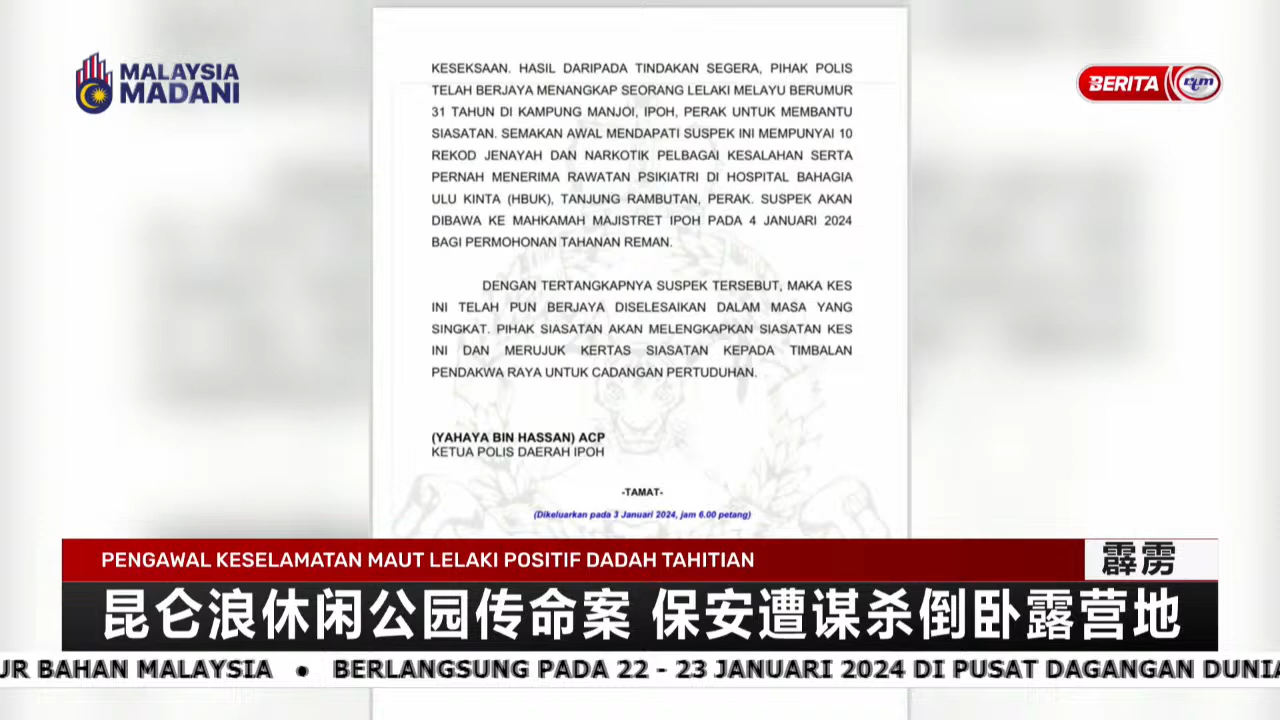 MALAYSIA
MADANI
BERITA rtm
KESEKSAAN. HASIL DARIPADA TINDAKAN SEGERA, PIHAK POLIS
TELAH BERJAYA MENANGKAP SEORANG LELAKI MELAYU BERUMUR
31 TAHUN DI KAMPUNG MANJOI, IPOH, PERAK UNTUK MEMBANTU
SIASATAN. SEMAKAN AWAL MENDAPATI SUSPEK INI MEMPUNYAI 10
REKOD JENAYAH DAN NARKOTIK PELBAGAI KESALAHAN SERTA
PERNAH MENERIMA RAWATAN PSIKIATRI DI HOSPITAL BAHAGIA
ULU KINTA (HBUK), TANJUNG RAMBUTAN, PERAK. SUSPEK AKAN
DIBAWA KE MAHKAMAH MAJISTRET IPOH PADA 4 JANUARI 2024
BAGI PERMOHONAN TAHANAN REMAN.
DENGAN TERTANGKAPNYA SUSPEK TERSEBUT, MAKA KES
INI TELAH PUN BERJAYA DISELESAIKAN DALAM MASA YANG
SINGKAT. PIHAK SIASATAN AKAN MELENGKAPKAN SIASATAN KES
INI DAN MERUJUK KERTAS SIASATAN KEPADA TIMBALAN
PENDAKWA RAYA UNTUK CADANGAN PERTUDUHAN.
(YAHAYA BIN HASSAN) ACP
KETUA POLIS DAERAH IPOH
-TAMAT-
(Dikeluarkan pada 3 Januari 2024, jam 6.00 petang)
PENGAWAL KESELAMATAN MAUT LELAKI POSITIF DADAH TAHITIAN
霹雳
昆仑浪休闲公园传命案 保安遭谋杀倒卧露营地
UR BAHAN MALAYSIA • BERLANGSUNG PADA 22 - 23 JANUARI 2024 DI PUSAT DAGANGAN DUNIA